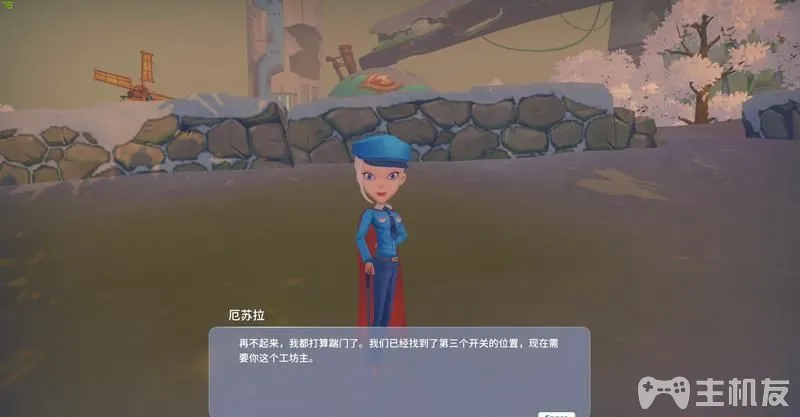 79
厄苏拉
再不起来，我都打算踹门了。我们已经找到了第三个开关的位置，现在需
要你这个工坊主。
主机友